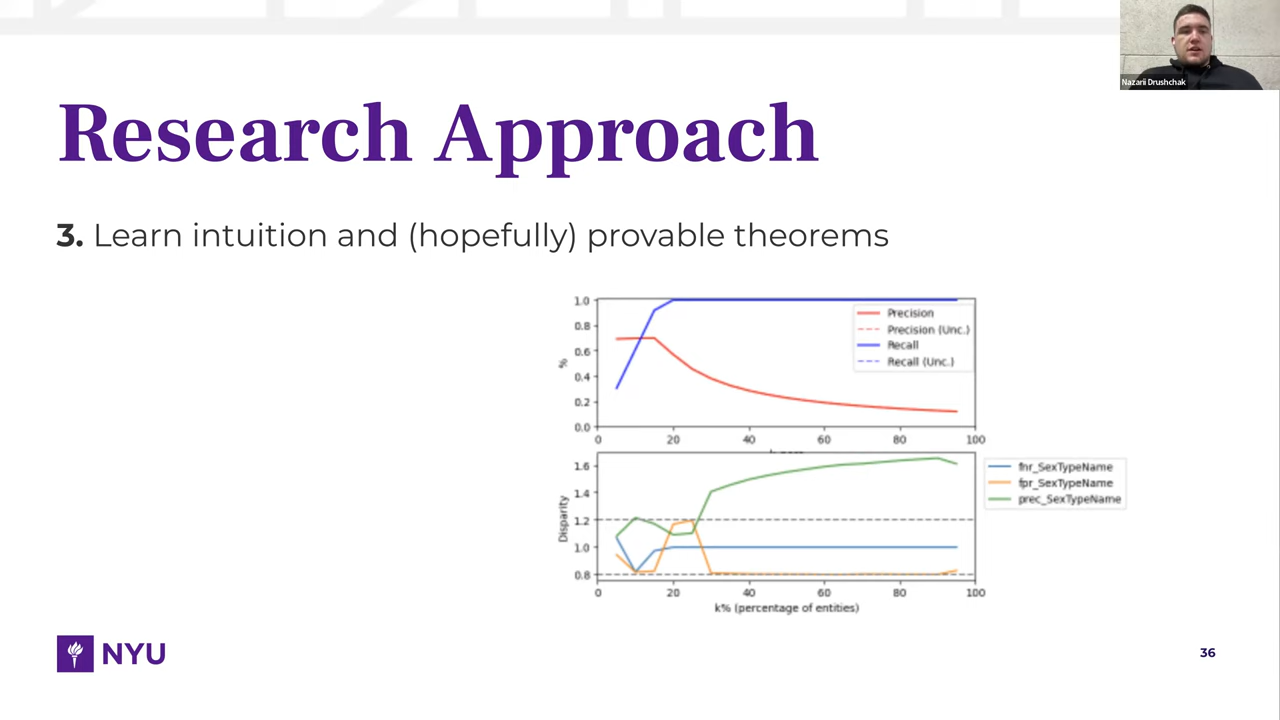 Nazarii Drushchak
Research Approach
3. Learn intuition and (hopefully) provable theorems
1.0
0.8
0.6
0.4
0.2
0.0
%
0 20 40 60 80 100
Precision
Precision (Unc.)
Recall
Recall (Unc.)
1.6
1.4
1.2
1.0
0.8
Disparity
0 20 40 60 80 100
k% (percentage of entities)
fnr_SexTypeName
fpr_SexTypeName
prec_SexTypeName
NYU
36